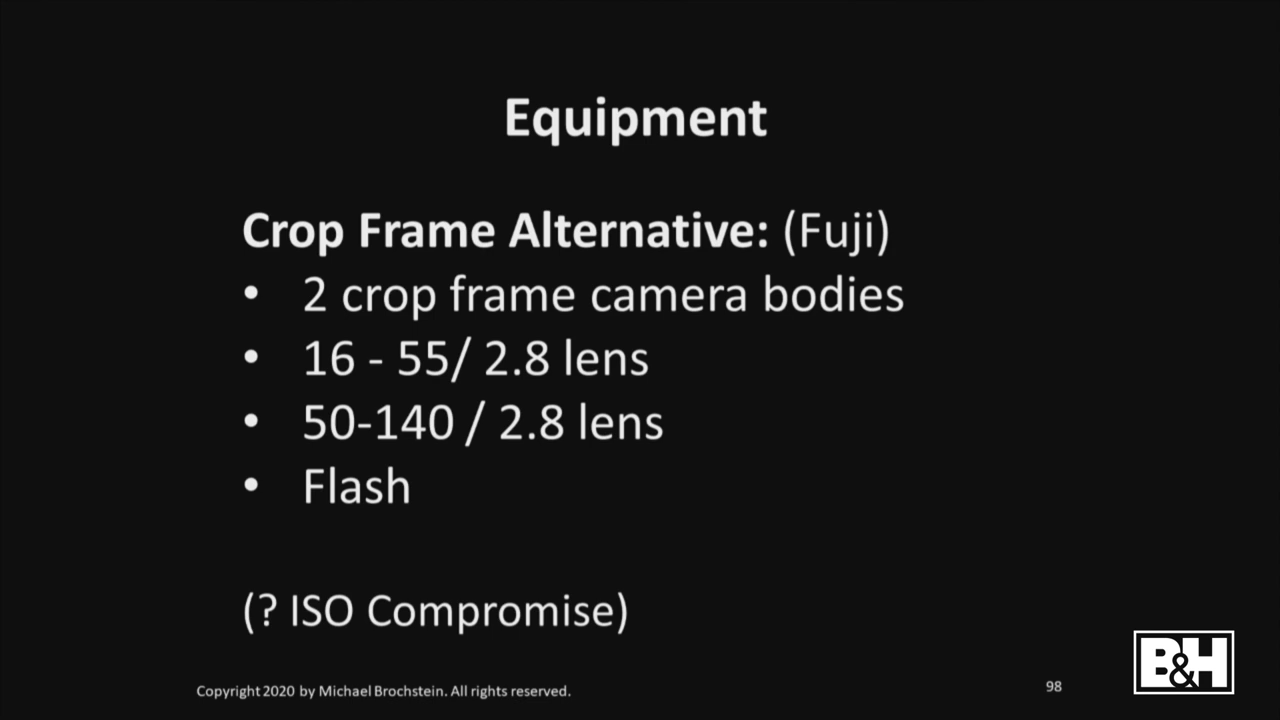 Equipment
Crop Frame Alternative: (Fuji)
• 2 crop frame camera bodies
• 16 - 55/ 2.8 lens
• 50-140 / 2.8 lens
• Flash
(? ISO Compromise)
Copyright 2020 by Michael Brochstein. All rights reserved.
98
B&H